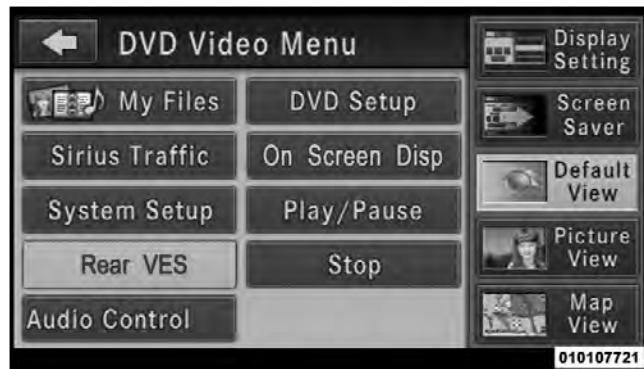 DVD Video Menu
My Files
DVD Setup
Sirius Traffic
On Screen Disp
System Setup
Play/Pause
Rear VES
Stop
Audio Control
Display
Setting
Screen
Saver
Default
View
Picture
View
Map
View
010107721